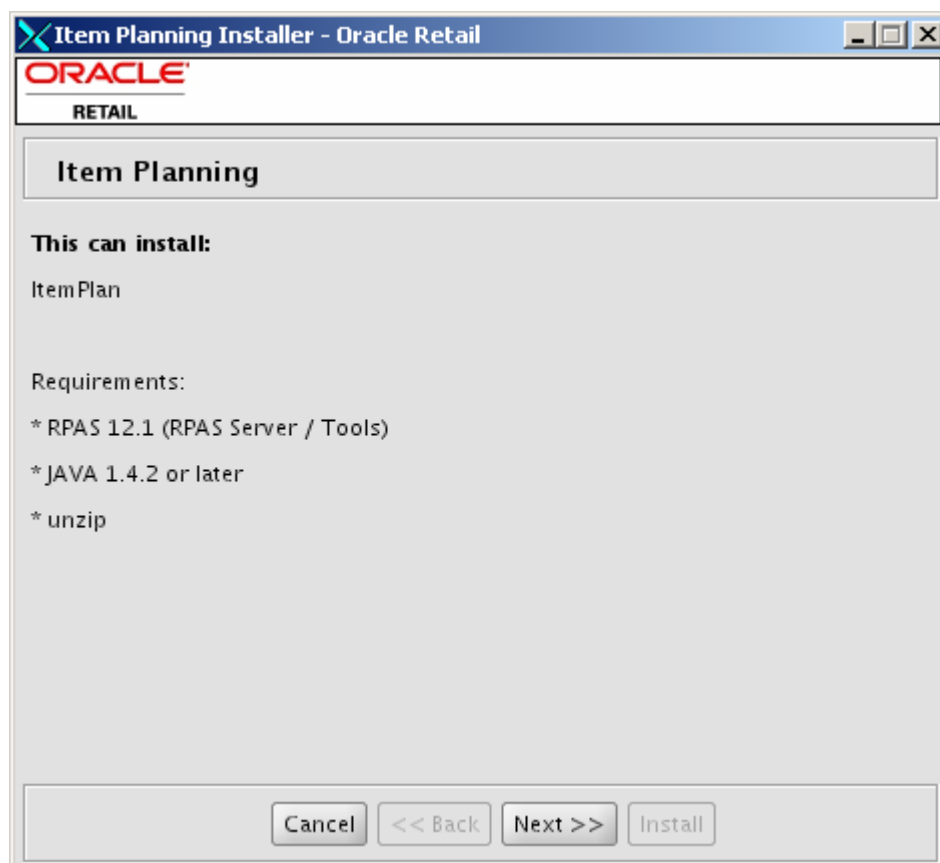 Item Planning Installer - Oracle Retail
ORACLE
RETAIL
Item Planning
This can install:
ItemPlan
Requirements:
* RPAS 12.1 (RPAS Server / Tools)
* JAVA 1.4.2 or later
* unzip
Cancel << Back Next >> Install